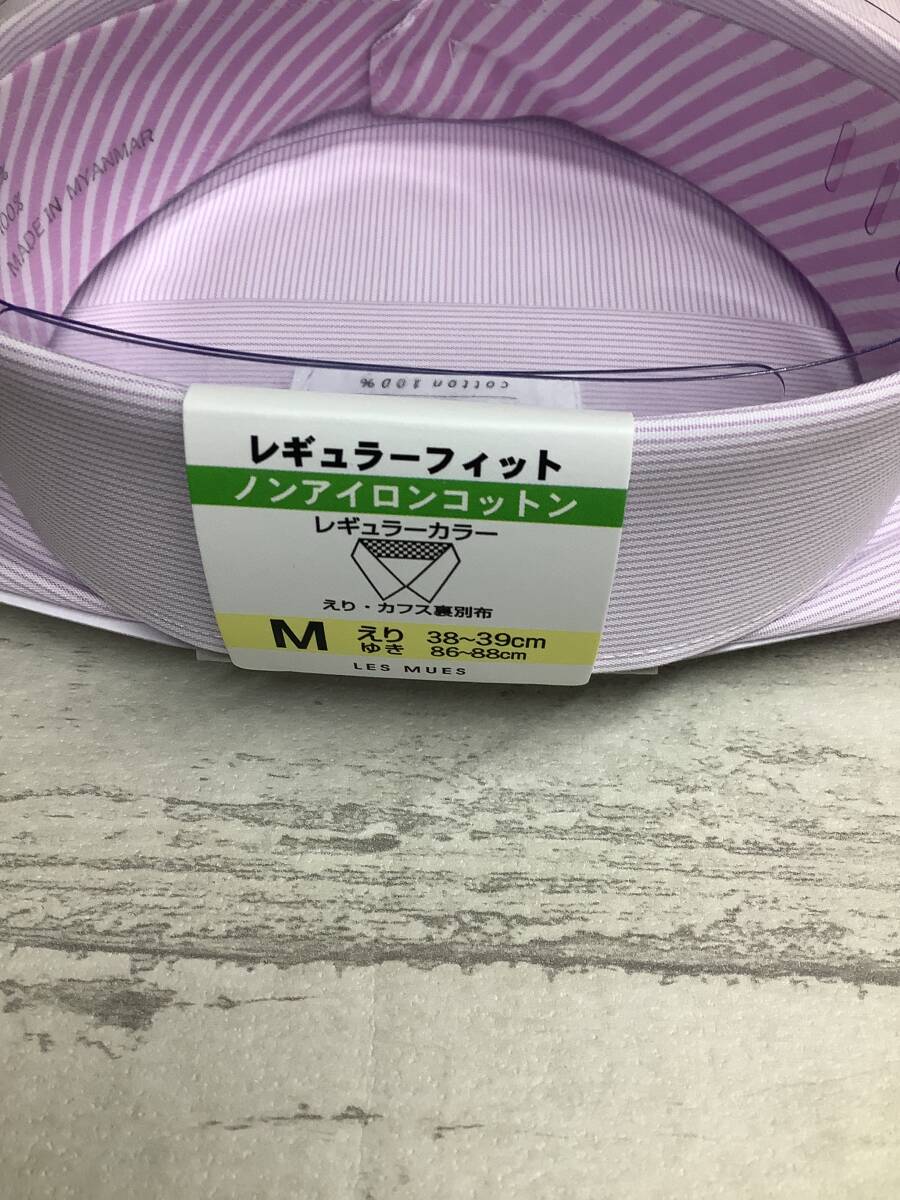 100%
MADE IN MYANMAR
cotton 100%
レギュラーフィット
ノンアイロンコットン
レギュラーカラー
えり・カフス裏別布
M えり 38~39cm
ゆき 86~88cm
LES MUES